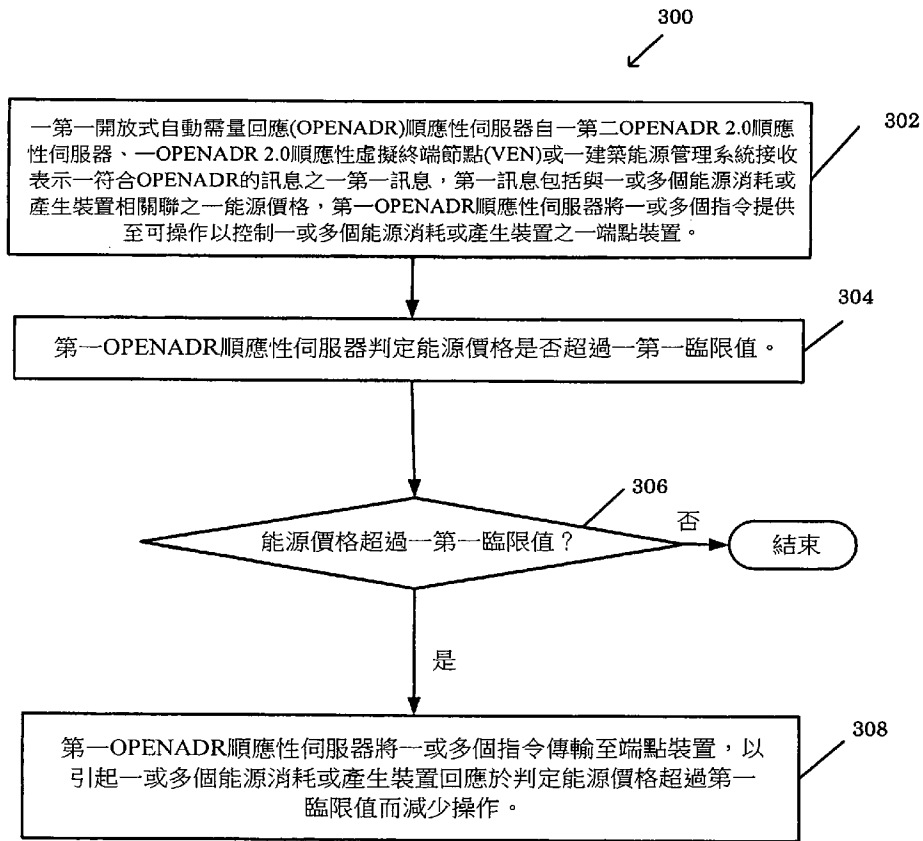 300
一第一開放式自動需量回應(OPENADR)順應性伺服器自一第二OPENADR 2.0順應
性伺服器、一OPENADR 2.0順應性虛擬終端節點(VEN)或一建築能源管理系統接收
表示一符合OPENADR的訊息之一第一訊息，第一訊息包括與一或多個能源消耗或
產生裝置相關聯之一能源價格，第一OPENADR順應性伺服器將一或多個指令提供
至可操作以控制一或多個能源消耗或產生裝置之一端點裝置。
302
第一OPENADR順應性伺服器判定能源價格是否超過一第一臨限值。
304
能源價格超過一第一臨限值？
306
否
結束
是
第一OPENADR順應性伺服器將一或多個指令傳輸至端點裝置，以
引起一或多個能源消耗或產生裝置回應於判定能源價格超過第一
臨限值而減少操作。
308